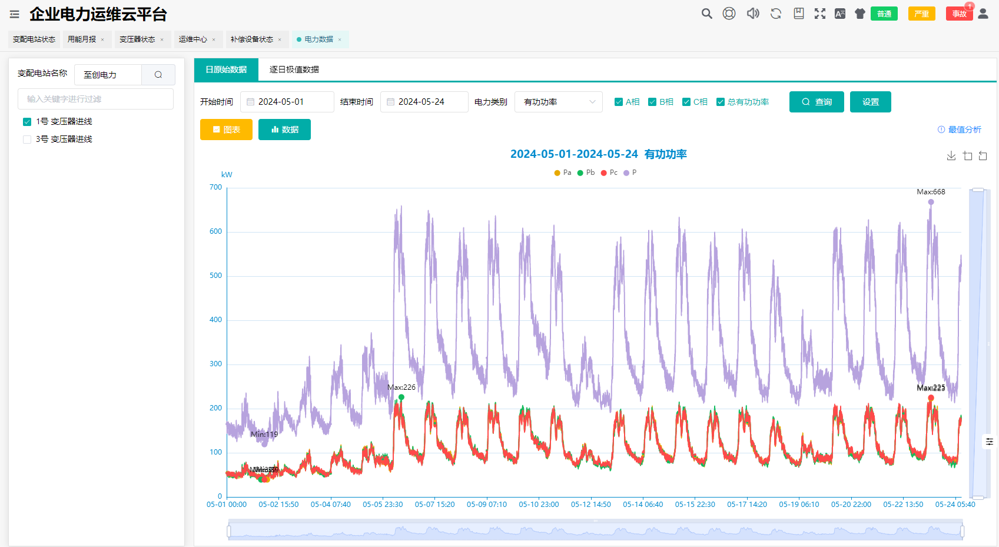 企业电力运维云平台
普通 严重 事故 1
变配电站状态 用能月报 × 变压器状态 × 运维中心 × 补偿设备状态 × 电力数据 ×
变配电站名称 至创电力
输入关键字进行过滤
1号 变压器进线
3号 变压器进线
日原始数据 逐日极值数据
开始时间 2024-05-01 结束时间 2024-05-24 电力类别 有功功率 A相 B相 C相 总有功功率 查询 设置
图表 数据 最值分析
2024-05-01-2024-05-24 有功功率
Pa Pb Pc P
kW
700
Max:668
600
500
400
300
Max:226
Max:225
200
Min:119
100
0
05-01 00:00 05-02 15:50 05-04 07:40 05-05 23:30 05-07 15:20 05-09 07:10 05-10 23:00 05-12 14:50 05-14 06:40 05-15 22:30 05-17 14:20 05-19 06:10 05-20 22:00 05-22 13:50 05-24 05:40